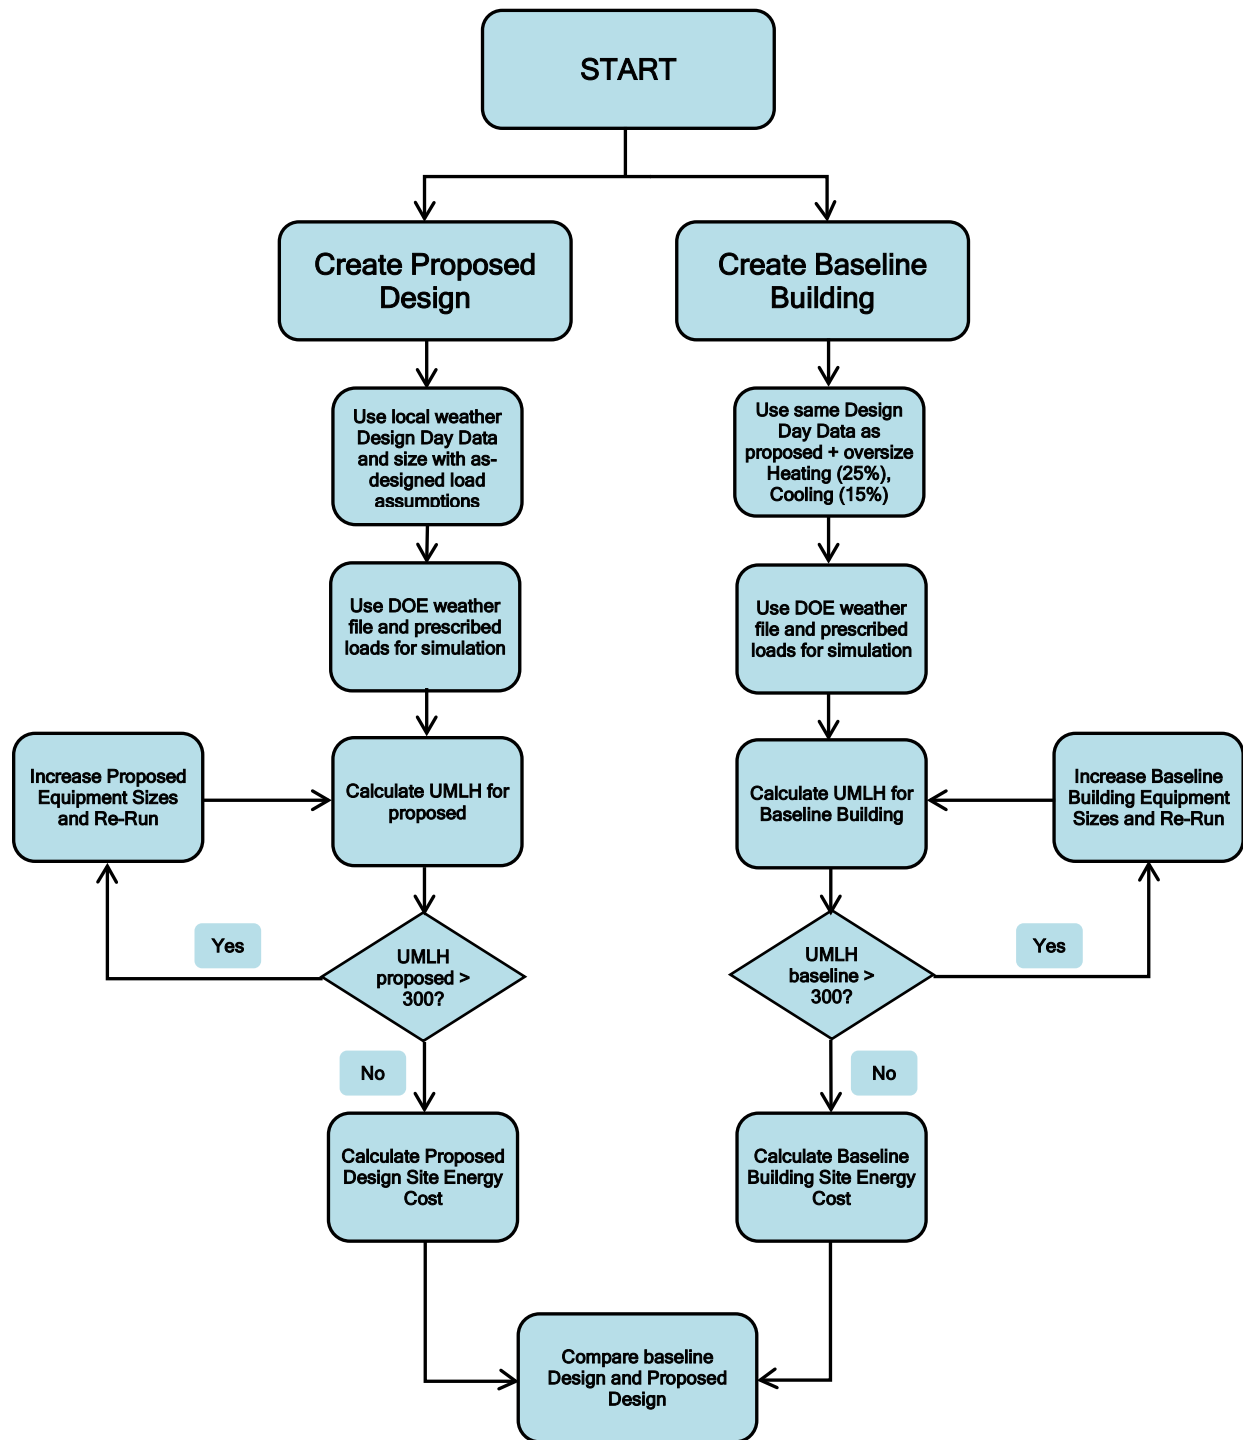 START
Create Proposed
Design
Create Baseline
Building
Use local weather
Design Day Data
and size with as-
designed load
assumptions
Use same Design
Day Data as
proposed + oversize
Heating (25%),
Cooling (15%)
Use DOE weather
file and prescribed
loads for simulation
Use DOE weather
file and prescribed
loads for simulation
Increase Proposed
Equipment Sizes
and Re-Run
Calculate UMLH for
proposed
Calculate UMLH for
Baseline Building
Increase Baseline
Building Equipment
Sizes and Re-Run
Yes
UMLH
proposed >
300?
UMLH
baseline >
300?
Yes
No
No
Calculate Proposed
Design Site Energy
Cost
Calculate Baseline
Building Site Energy
Cost
Compare baseline
Design and Proposed
Design